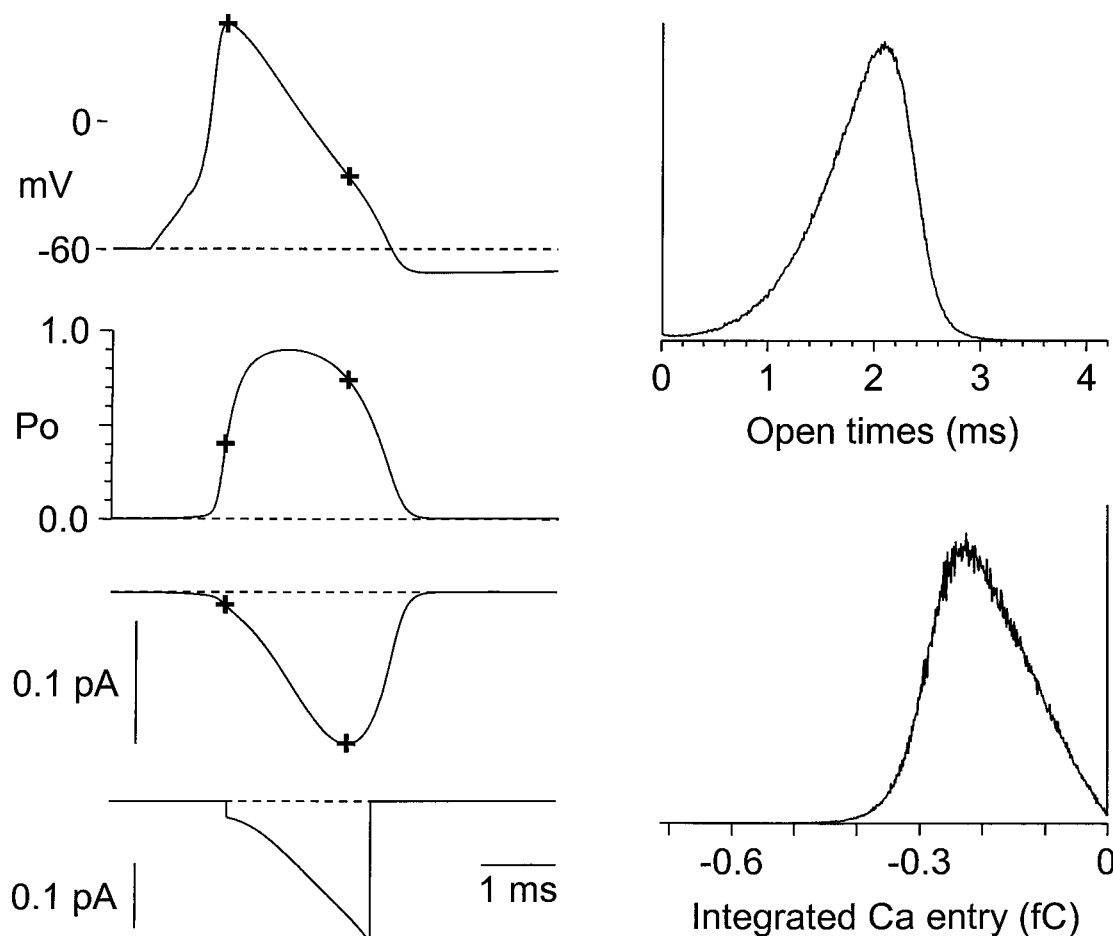 0
mV
-60
1.0
Po
0.0
0.1 pA
0.1 pA
1 ms
0 1 2 3 4
Open times (ms)
-0.6 -0.3 0
Integrated Ca entry (fC)